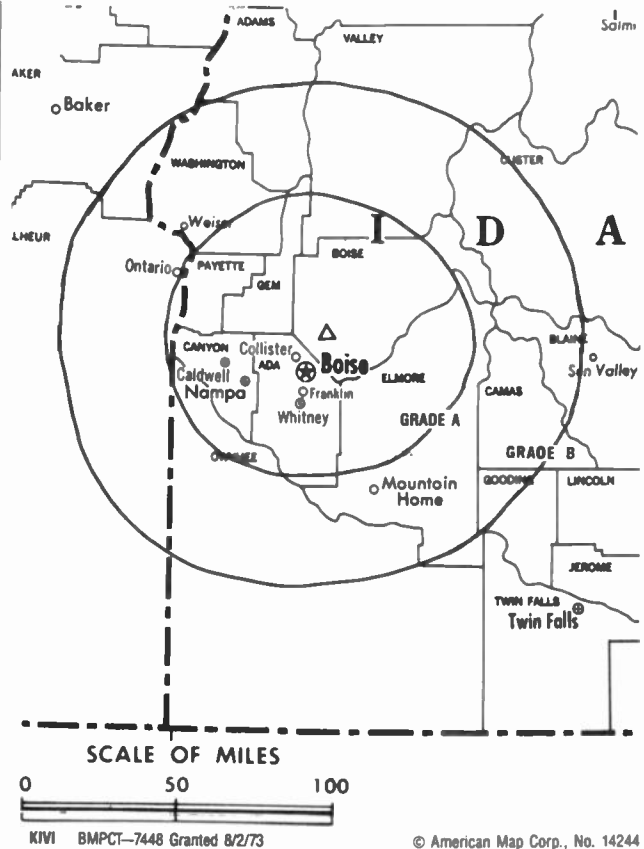 ADAMS
VALLEY
Salm
AKER
Baker
CUSTER
WASHINGTON
Weiser
LHEUR
I D A
BOISE
Ontario
PAYETTE
GEM
BLAINE
CANYON
Collister
Boise
Sun Valley
Caldwell
ADA
ELMORE
Nampa
Franklin
CAMAS
Whitney
GRADE A
OWYHEE
GRADE B
Mountain
Home
GOODING
LINCOLN
JEROME
TWIN FALLS
Twin Falls
SCALE OF MILES
0 50 100
KIVI BMPCT—7448 Granted 8/2/73
© American Map Corp., No. 14244